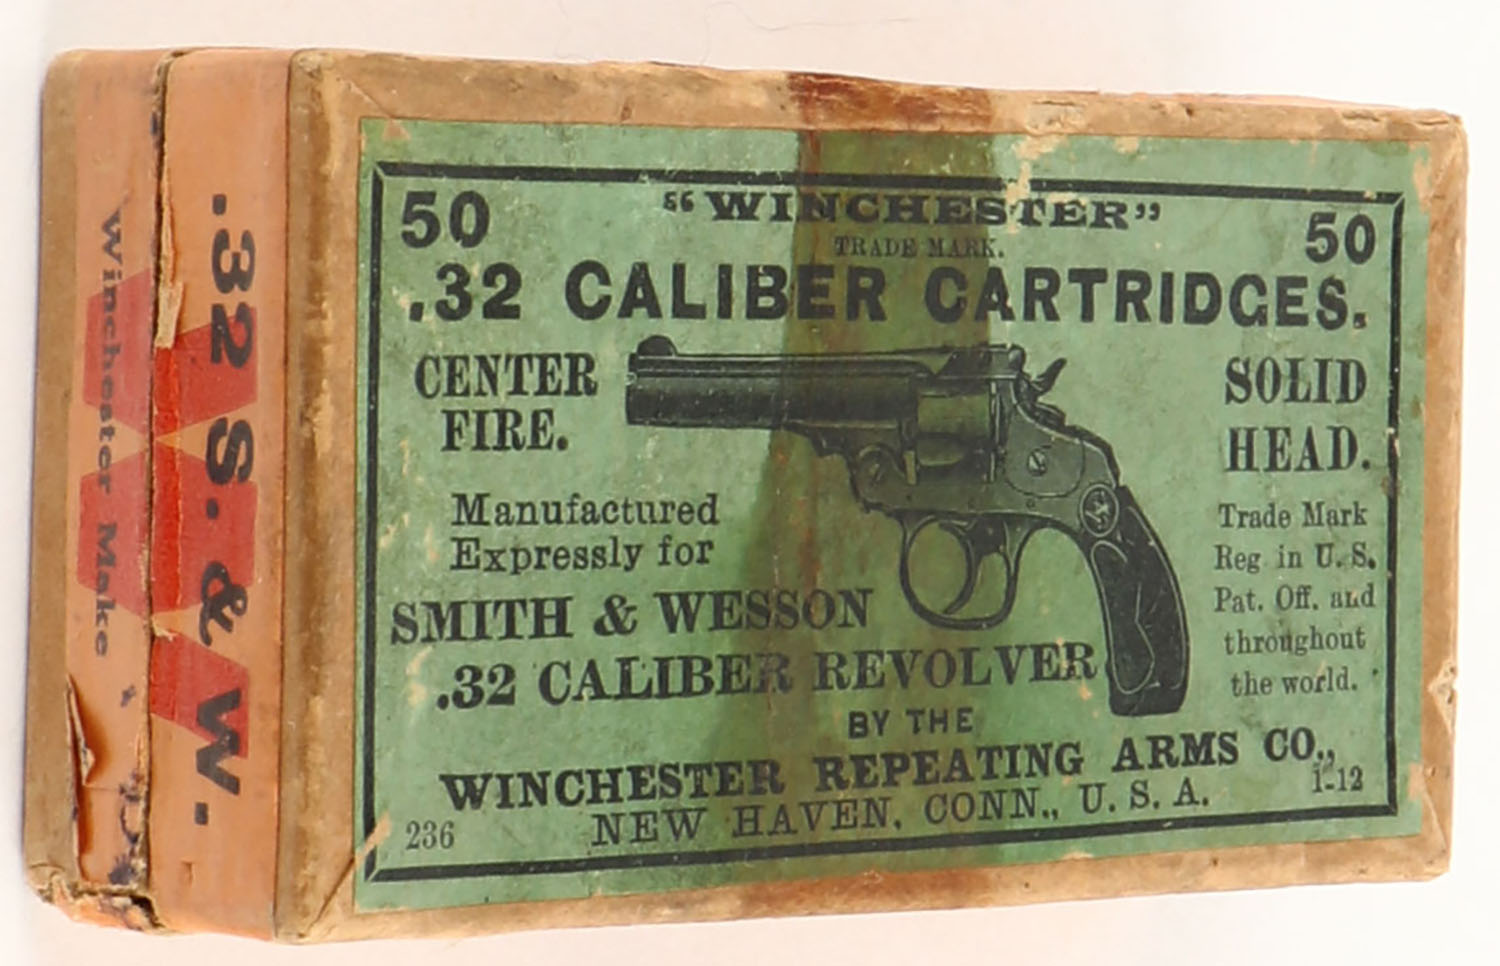 50 "WINCHESTER" 50
TRADE MARK.
.32 CALIBER CARTRIDGES.
CENTER
FIRE.
SOLID
HEAD.
Manufactured
Expressly for
SMITH & WESSON
.32 CALIBER REVOLVER
Trade Mark
Reg in U. S.
Pat. Off. and
throughout
the world.
BY THE
WINCHESTER REPEATING ARMS CO.,
NEW HAVEN, CONN., U. S. A.
236
1-12
.32 S. & W.
Winchester Make